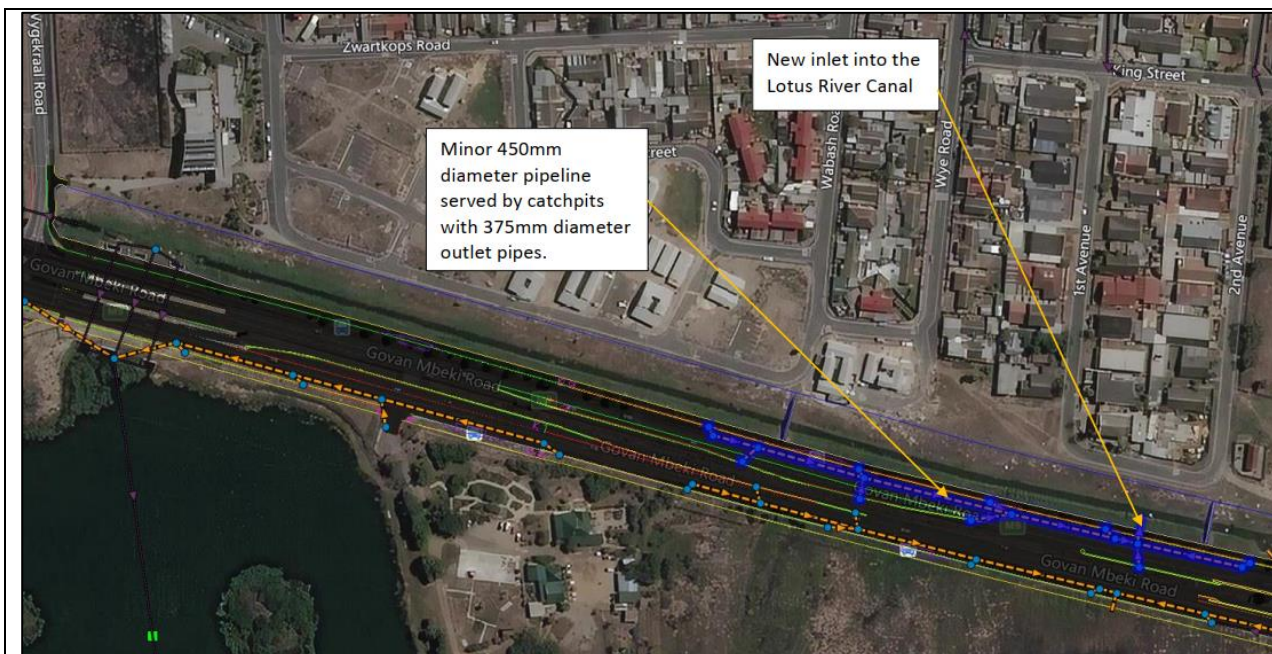 Vygekraal Road
Zwartkops Road
New inlet into the
Lotus River Canal
King Street
Minor 450mm
diameter pipeline
served by catchpits
with 375mm diameter
outlet pipes.
Wabash Road
Wye Road
1st Avenue
2nd Avenue
Govan Mbeki Road
Govan Mbeki Road
Govan Mbeki Road
Govan Mbeki Road
Govan Mbeki Road